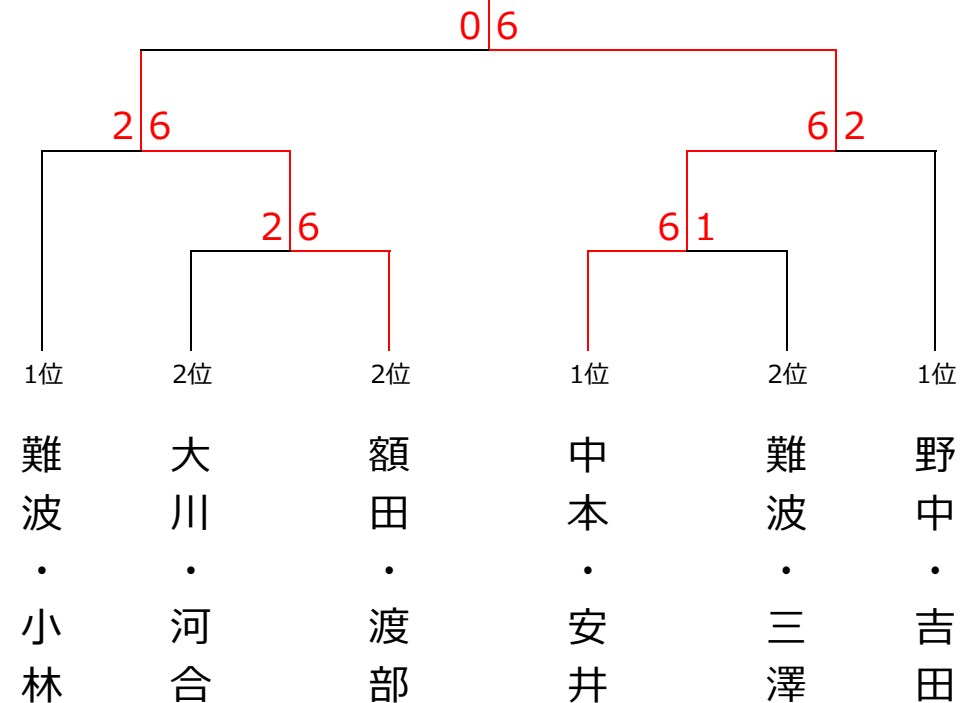 0 6
2 6
6 2
2 6
6 1
1位
2位
2位
1位
2位
1位
難波・小林
大川・河合
額田・渡部
中本・安井
難波・三澤
野中・吉田